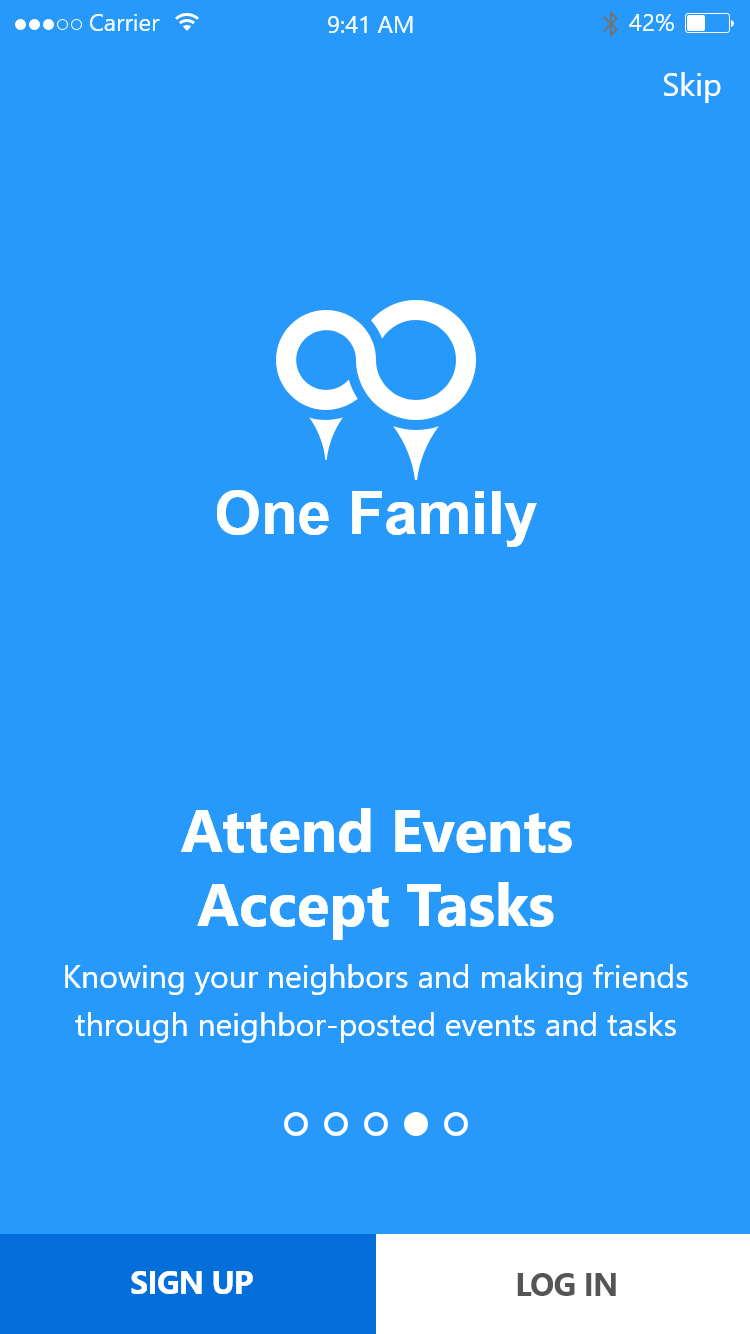 Carrier 9:41 AM 42%
Skip
One Family
Attend Events
Accept Tasks
Knowing your neighbors and making friends
through neighbor-posted events and tasks
SIGN UP LOG IN